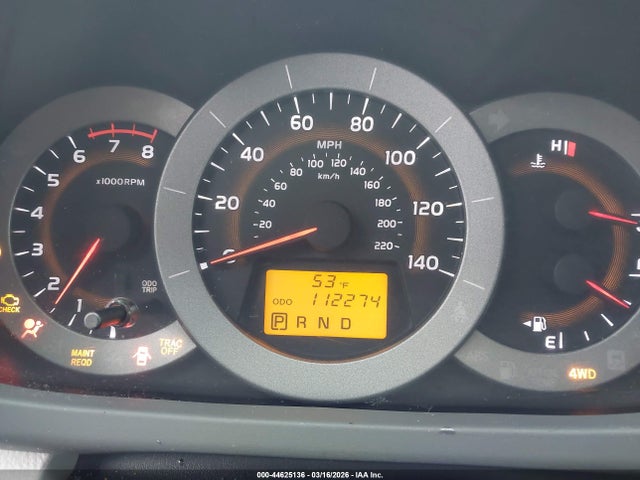 x1000RPM
1 2 3 4 5 6 7 8
ODO
TRIP
CHECK
MAINT
REQD
TRAC
OFF
MPH
km/h
0 20 40 60 80 100 120 140
20 40 60 80 100 120 140 160 180 200 220
53°F
ODO 112274
P R N D
H
E
4WD
000-44625136 - 03/16/2026 - IAA Inc.